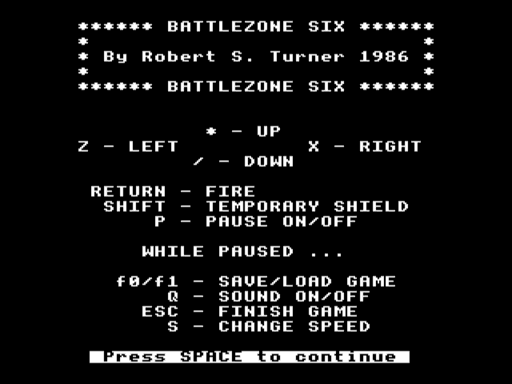 ****** BATTLEZONE SIX ******
* *
* By Robert S. Turner 1986 *
* *
****** BATTLEZONE SIX ******
* - UP
Z - LEFT X - RIGHT
/ - DOWN
RETURN - FIRE
SHIFT - TEMPORARY SHIELD
P - PAUSE ON/OFF
WHILE PAUSED ...
f0/f1 - SAVE/LOAD GAME
Q - SOUND ON/OFF
ESC - FINISH GAME
S - CHANGE SPEED
Press SPACE to continue